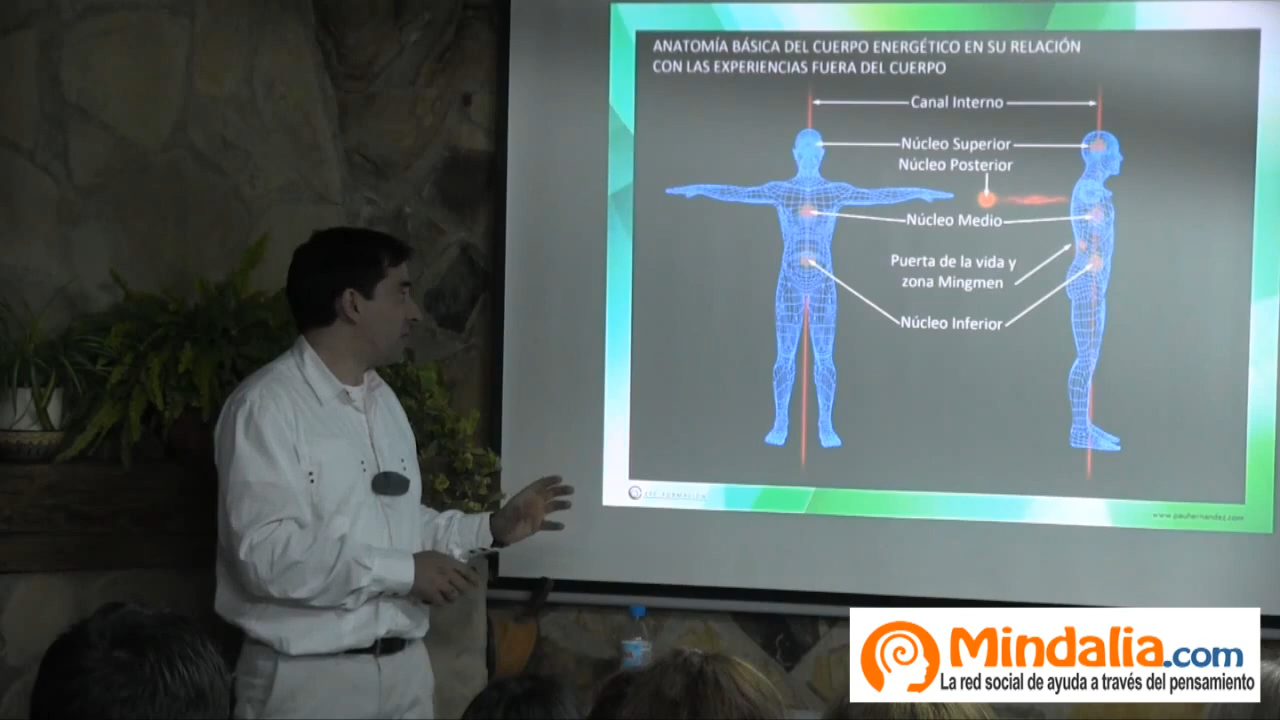 ANATOMÍA BÁSICA DEL CUERPO ENERGÉTICO EN SU RELACIÓN
CON LAS EXPERIENCIAS FUERA DEL CUERPO
Canal Interno
Núcleo Superior
Núcleo Posterior
Núcleo Medio
Puerta de la vida y
zona Mingmen
Núcleo Inferior
www.pauhernandez.com
Mindalia.com
La red social de ayuda a través del pensamiento